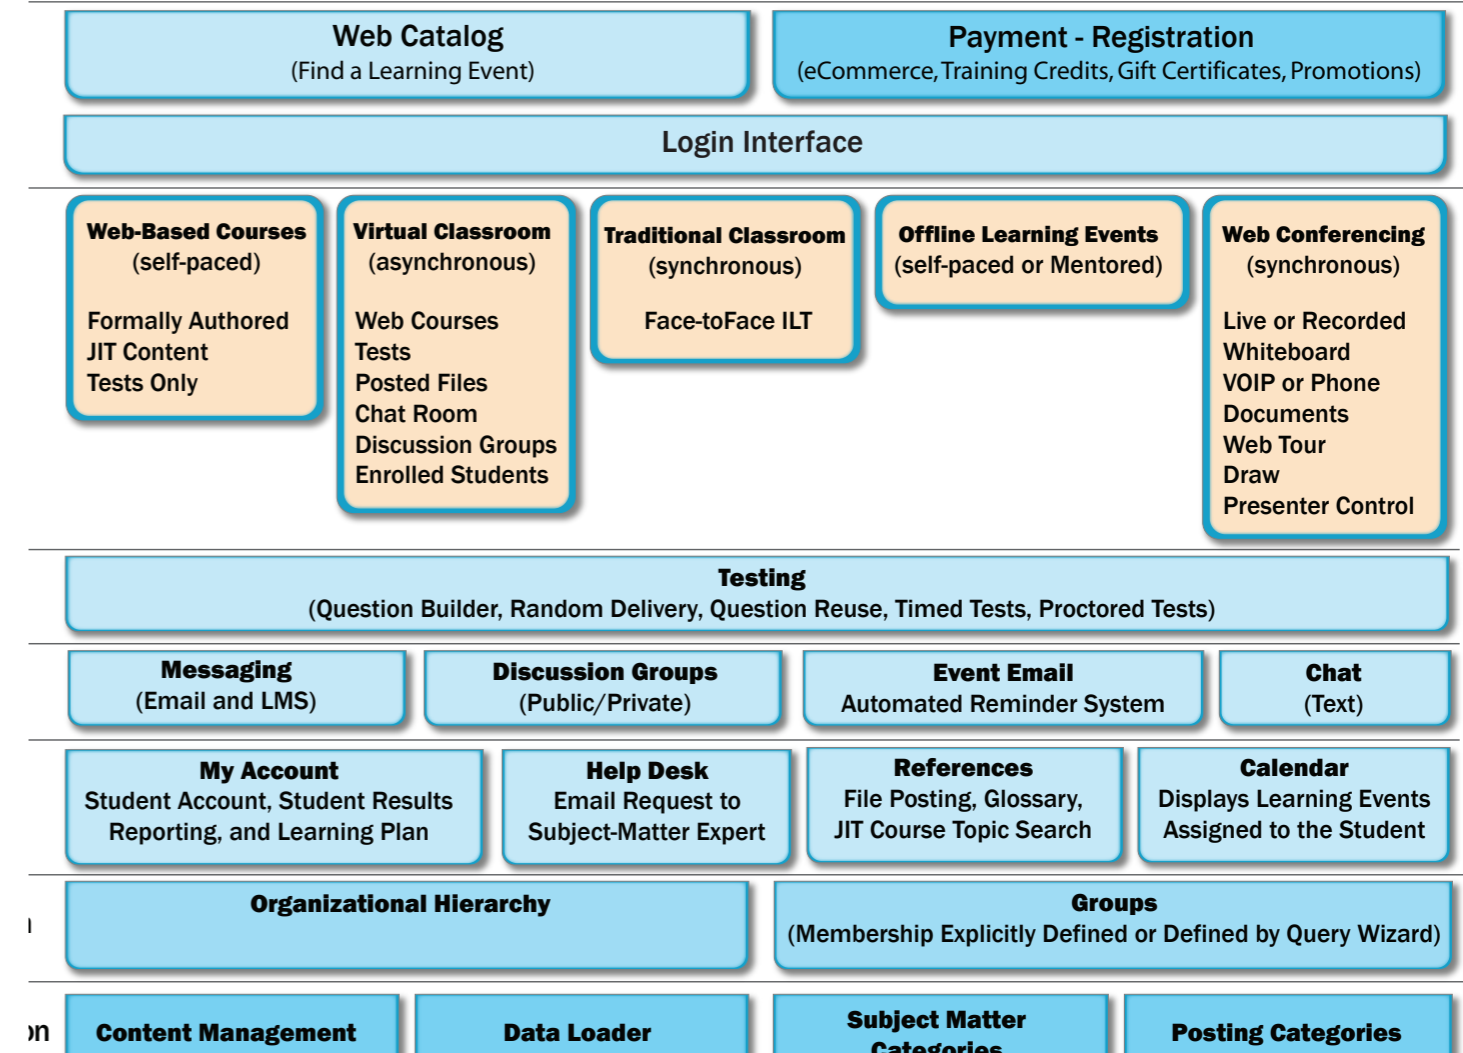 Web Catalog
(Find a Learning Event)
Payment - Registration
(eCommerce, Training Credits, Gift Certificates, Promotions)
Login Interface
Web-Based Courses
(self-paced)
Formally Authored
JIT Content
Tests Only
Virtual Classroom
(asynchronous)
Web Courses
Tests
Posted Files
Chat Room
Discussion Groups
Enrolled Students
Traditional Classroom
(synchronous)
Face-toFace ILT
Offline Learning Events
(self-paced or Mentored)
Web Conferencing
(synchronous)
Live or Recorded
Whiteboard
VOIP or Phone
Documents
Web Tour
Draw
Presenter Control
Testing
(Question Builder, Random Delivery, Question Reuse, Timed Tests, Proctored Tests)
Messaging
(Email and LMS)
Discussion Groups
(Public/Private)
Event Email
Automated Reminder System
Chat
(Text)
My Account
Student Account, Student Results
Reporting, and Learning Plan
Help Desk
Email Request to
Subject-Matter Expert
References
File Posting, Glossary,
JIT Course Topic Search
Calendar
Displays Learning Events
Assigned to the Student
Organizational Hierarchy
Groups
(Membership Explicitly Defined or Defined by Query Wizard)
Content Management
Data Loader
Subject Matter
Categories
Posting Categories